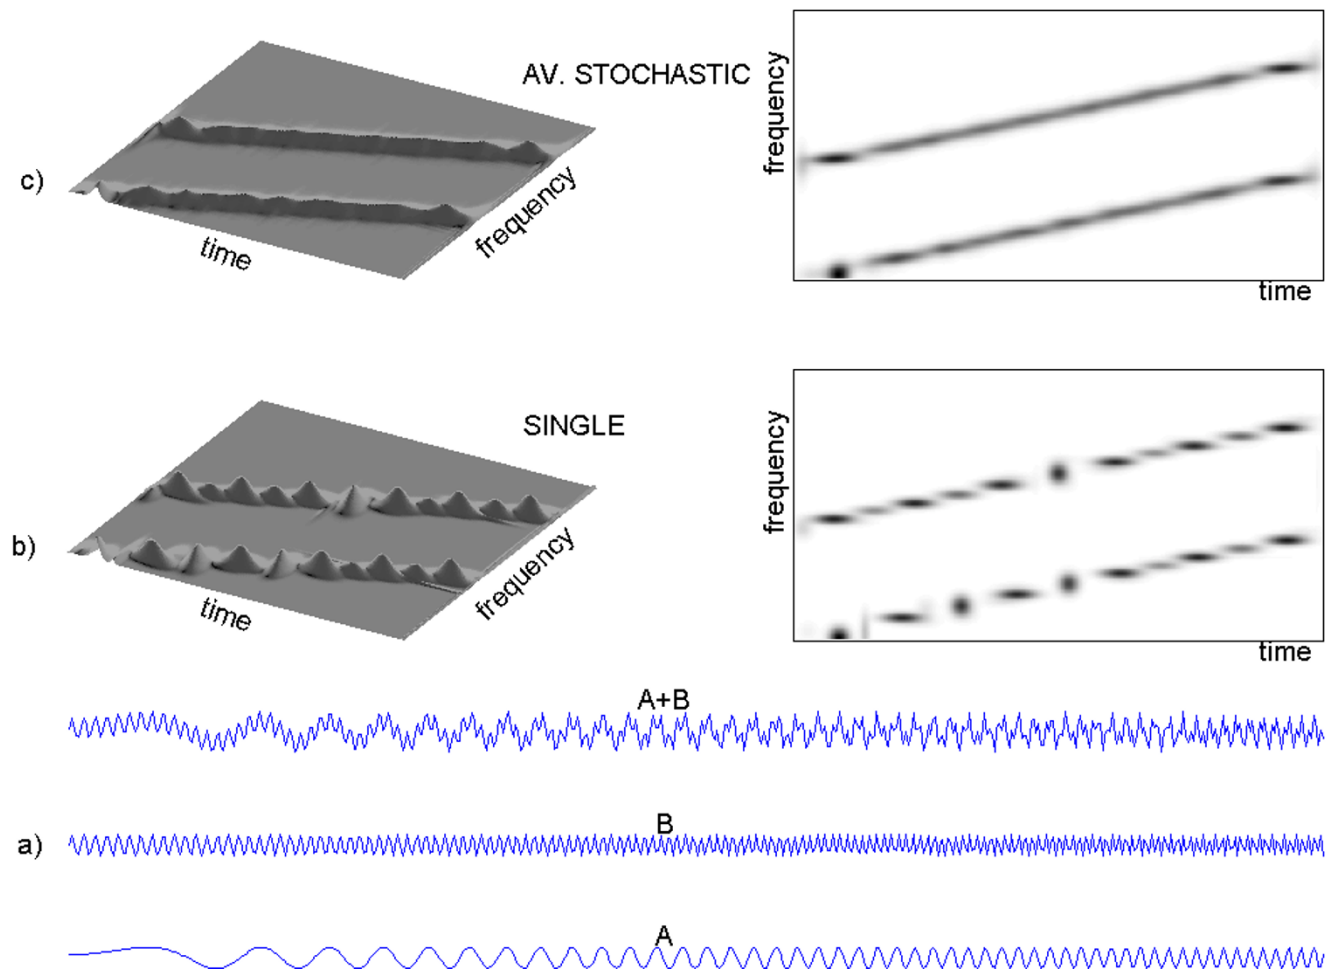 AV. STOCHASTIC
frequency
c)
frequency
time
time
SINGLE
frequency
b)
frequency
time
time
A+B
B
a)
A